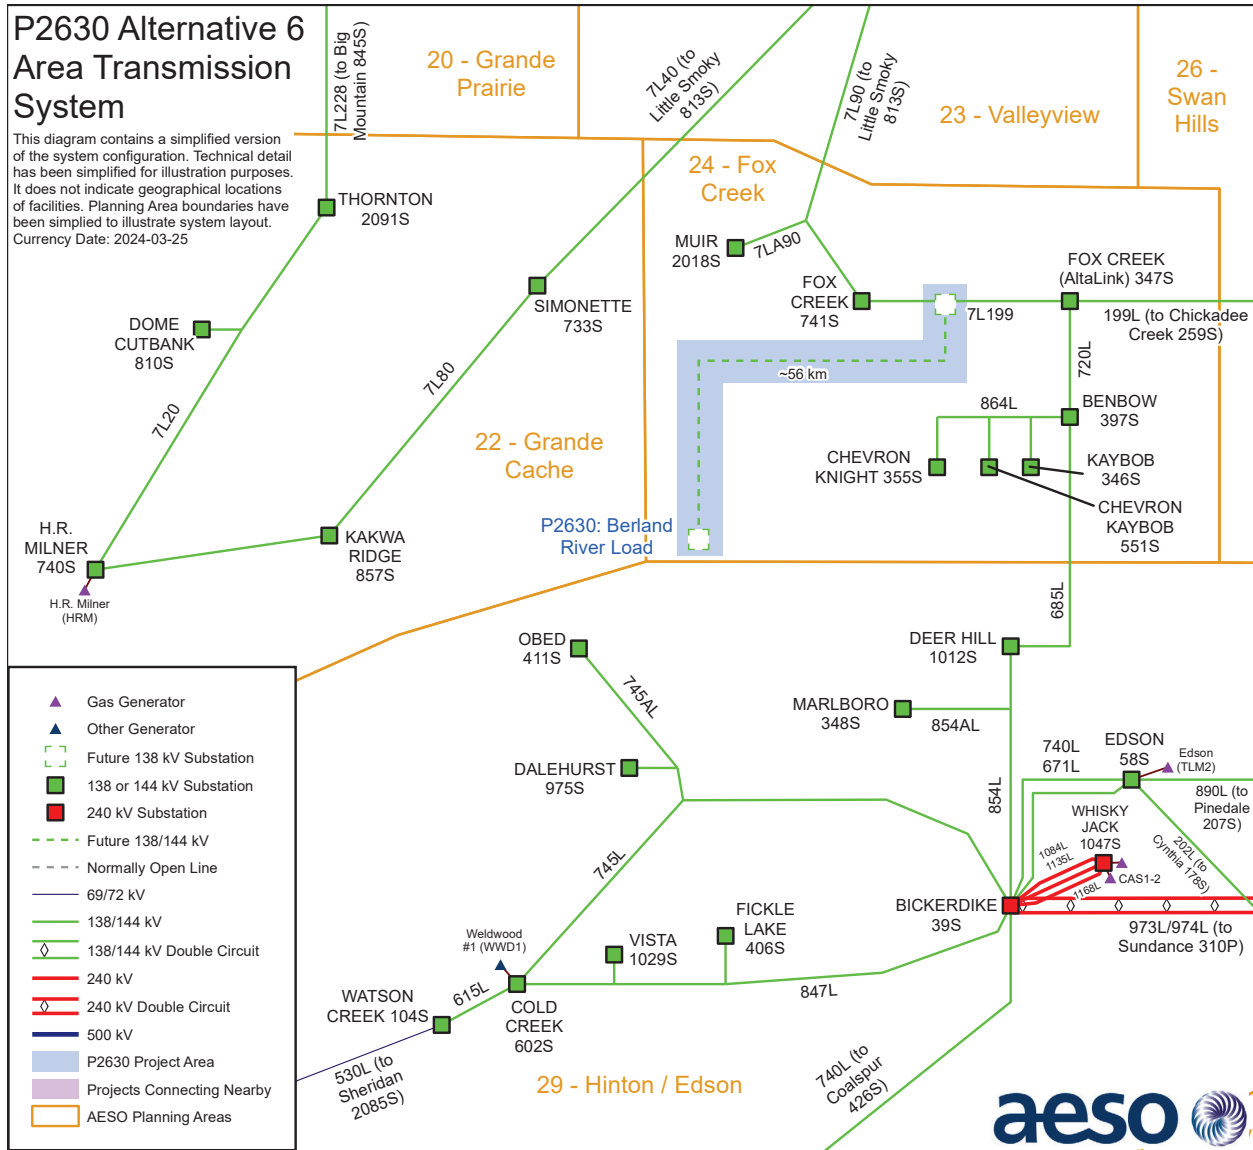 P2630 Alternative 6
Area Transmission
System
This diagram contains a simplified version
of the system configuration. Technical detail
has been simplified for illustration purposes.
It does not indicate geographical locations
of facilities. Planning Area boundaries have
been simplied to illustrate system layout.
Currency Date: 2024-03-25
7L228 (to Big
Mountain 845S)
20 - Grande
Prairie
7L40 (to
Little Smoky
813S)
7L90 (to
Little Smoky
813S)
23 - Valleyview
26 -
Swan
Hills
24 - Fox
Creek
THORNTON
2091S
MUIR
2018S
7LA90
FOX
CREEK
741S
FOX CREEK
(AltaLink) 347S
7L199
199L (to Chickadee
Creek 259S)
SIMONETTE
733S
DOME
CUTBANK
810S
7L20
7L80
~56 km
720L
BENBOW
397S
864L
22 - Grande
Cache
CHEVRON
KNIGHT 355S
KAYBOB
346S
CHEVRON
KAYBOB
551S
P2630: Berland
River Load
H.R.
MILNER
740S
H.R. Milner
(HRM)
KAKWA
RIDGE
857S
685L
OBED
411S
745AL
DEER HILL
1012S
MARLBORO
348S
854AL
DALEHURST
975S
854L
740L
671L
EDSON
58S
Edson
(TLM2)
890L (to
Pinedale
207S)
WHISKY
JACK
1047S
1084L
1135L
1168L
CAS1-2
202L (to
Cynthia 178S)
745L
BICKERDIKE
39S
973L/974L (to
Sundance 310P)
Weldwood
#1 (WWD1)
VISTA
1029S
FICKLE
LAKE
406S
847L
WATSON
CREEK 104S
615L
COLD
CREEK
602S
530L (to
Sheridan
2085S)
740L (to
Coalspur
426S)
29 - Hinton / Edson
Gas Generator
Other Generator
Future 138 kV Substation
138 or 144 kV Substation
240 kV Substation
Future 138/144 kV
Normally Open Line
69/72 kV
138/144 kV
138/144 kV Double Circuit
240 kV
240 kV Double Circuit
500 kV
P2630 Project Area
Projects Connecting Nearby
AESO Planning Areas
aeso